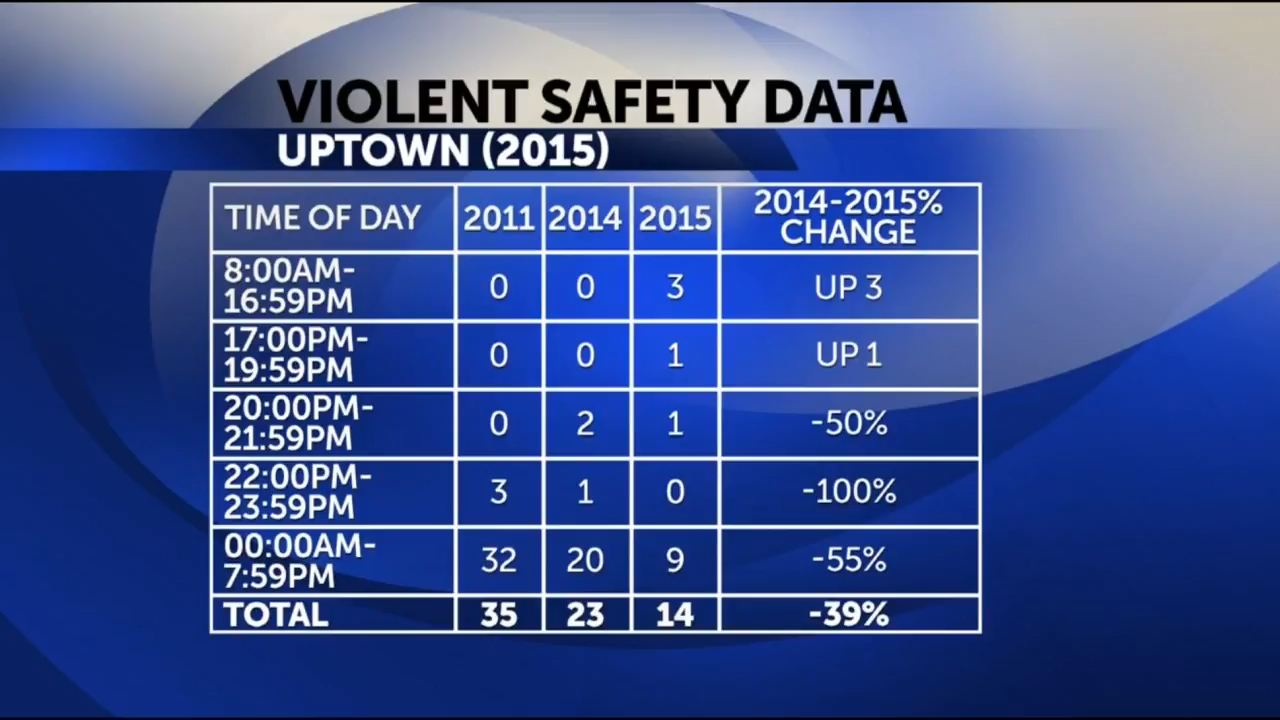 VIOLENT SAFETY DATA
UPTOWN (2015)
TIME OF DAY 2011 2014 2015 2014-2015% CHANGE
8:00AM-
16:59PM 0 0 3 UP 3
17:00PM-
19:59PM 0 0 1 UP 1
20:00PM-
21:59PM 0 2 1 -50%
22:00PM-
23:59PM 3 1 0 -100%
00:00AM-
7:59PM 32 20 9 -55%
TOTAL 35 23 14 -39%